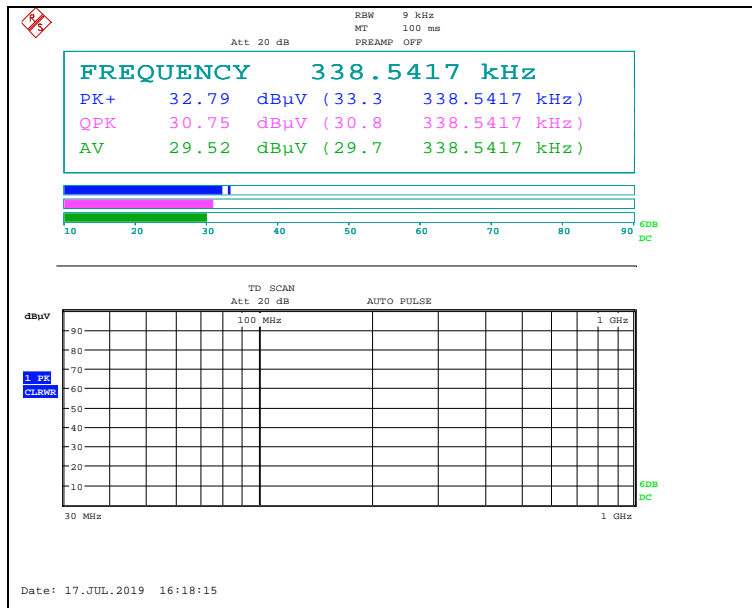 R S
RBW 9 kHz
MT 100 ms
Att 20 dB PREAMP OFF
FREQUENCY 338.5417 kHz
PK+ 32.79 dBµV (33.3 338.5417 kHz)
QPK 30.75 dBµV (30.8 338.5417 kHz)
AV 29.52 dBµV (29.7 338.5417 kHz)
10 20 30 40 50 60 70 80 90
6DB
DC
TD SCAN
Att 20 dB AUTO PULSE
dBµV
100 MHz 1 GHz
90
80
70
1 PK
60
CLRWR
50
40
30
20
10
6DB
DC
30 MHz 1 GHz
Date: 17.JUL.2019 16:18:15